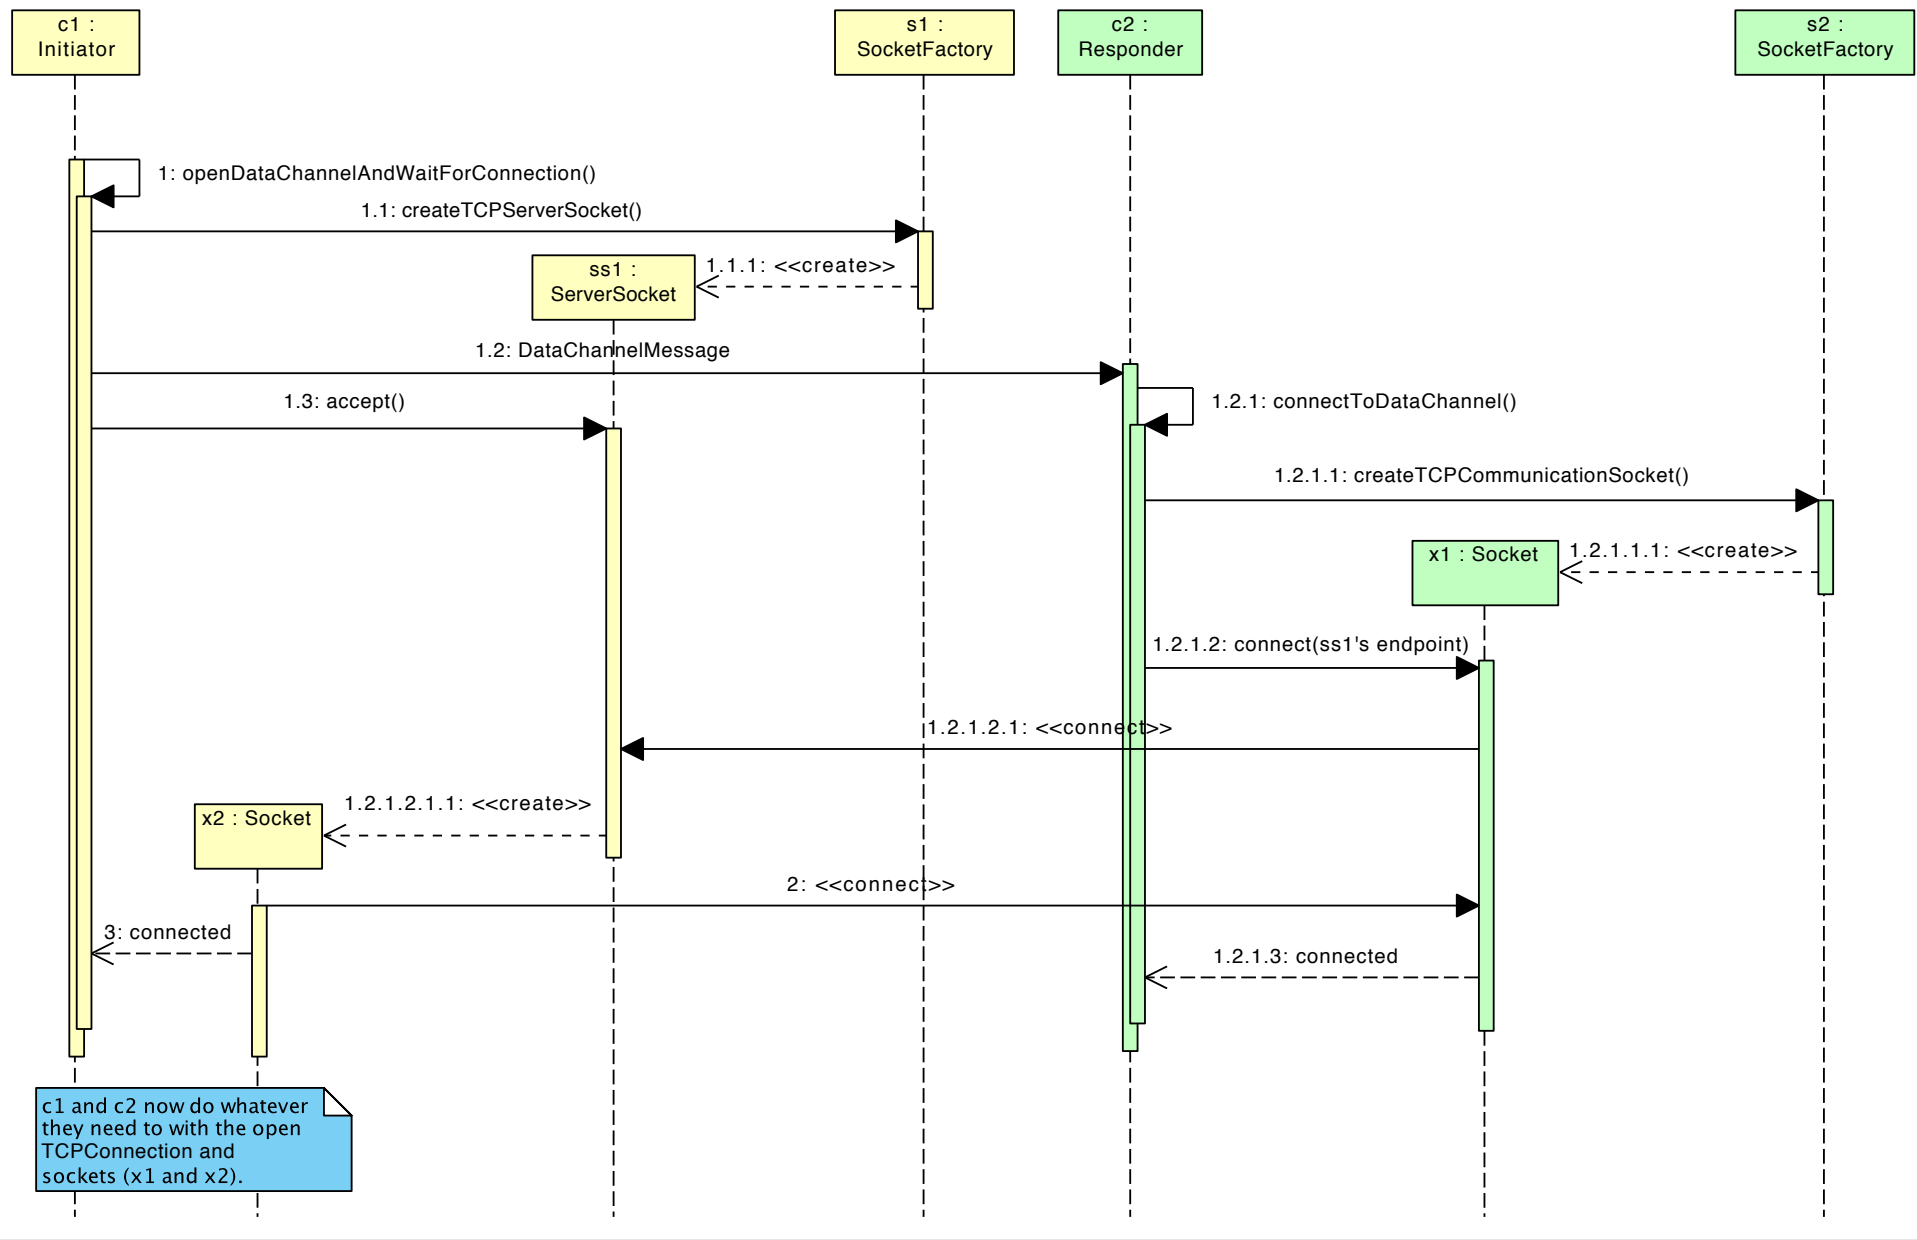 c1 :
Initiator
s1 :
SocketFactory
c2 :
Responder
s2 :
SocketFactory
1: openDataChannelAndWaitForConnection()
1.1: createTCPServerSocket()
ss1 :
ServerSocket
1.1.1: <<create>>
1.2: DataChannelMessage
1.3: accept()
1.2.1: connectToDataChannel()
1.2.1.1: createTCPCommunicationSocket()
x1 : Socket
1.2.1.1.1: <<create>>
1.2.1.2: connect(ss1's endpoint)
1.2.1.2.1: <<connect>>
1.2.1.2.1.1: <<create>>
x2 : Socket
2: <<connect>>
3: connected
1.2.1.3: connected
c1 and c2 now do whatever
they need to with the open
TCPConnection and
sockets (x1 and x2).